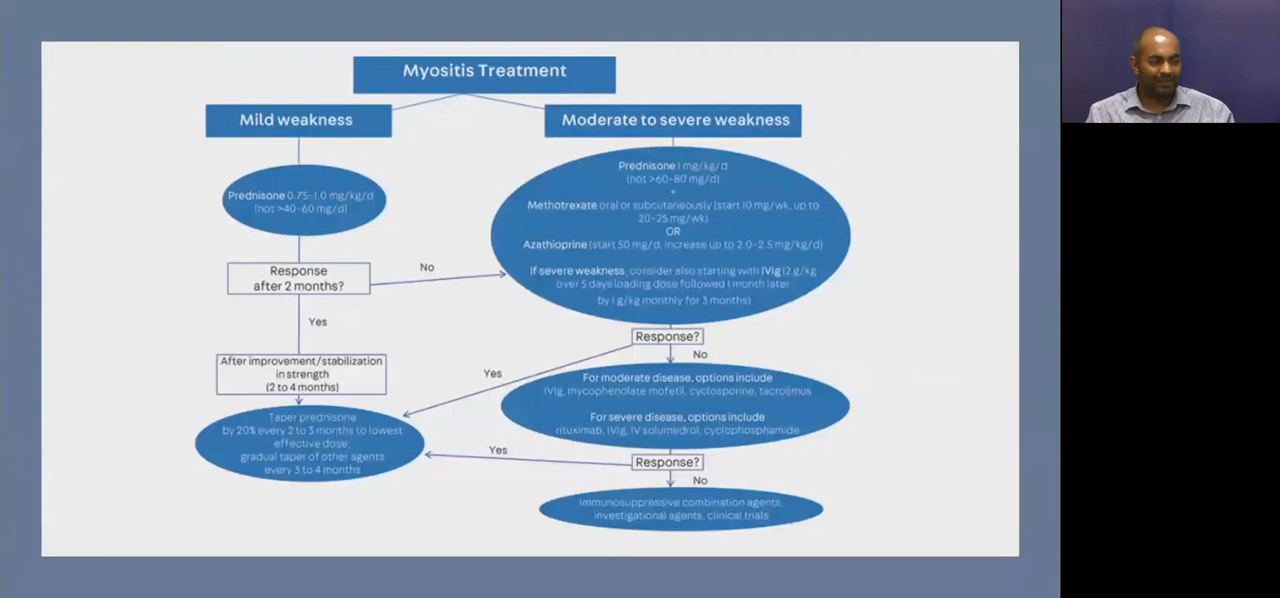 Myositis Treatment
Mild weakness
Moderate to severe weakness
Prednisone 0.75-1.0 mg/kg/d
(not >40-60 mg/d)
Prednisone 1 mg/kg/d
(not >60-80 mg/d)
+
Methotrexate oral or subcutaneously (start 10 mg/wk, up to
20-25 mg/wk)
OR
Azathioprine (start 50 mg/d, increase up to 2.0-2.5 mg/kg/d)
If severe weakness, consider also starting with IVIg (2 g/kg
over 5 days loading dose followed 1 month later
by 1 g/kg monthly for 3 months)
Response
after 2 months?
No
Yes
After improvement/stabilization
in strength
(2 to 4 months)
Response?
No
Yes
For moderate disease, options include
IVIg, mycophenolate mofetil, cyclosporine, tacrolimus
For severe disease, options include
rituximab, IVIg, IV solumedrol, cyclophosphamide
Taper prednisone
by 20% every 2 to 3 months to lowest
effective dose;
gradual taper of other agents
every 3 to 4 months
Yes
Response?
No
Immunosuppressive combination agents,
investigational agents, clinical trials